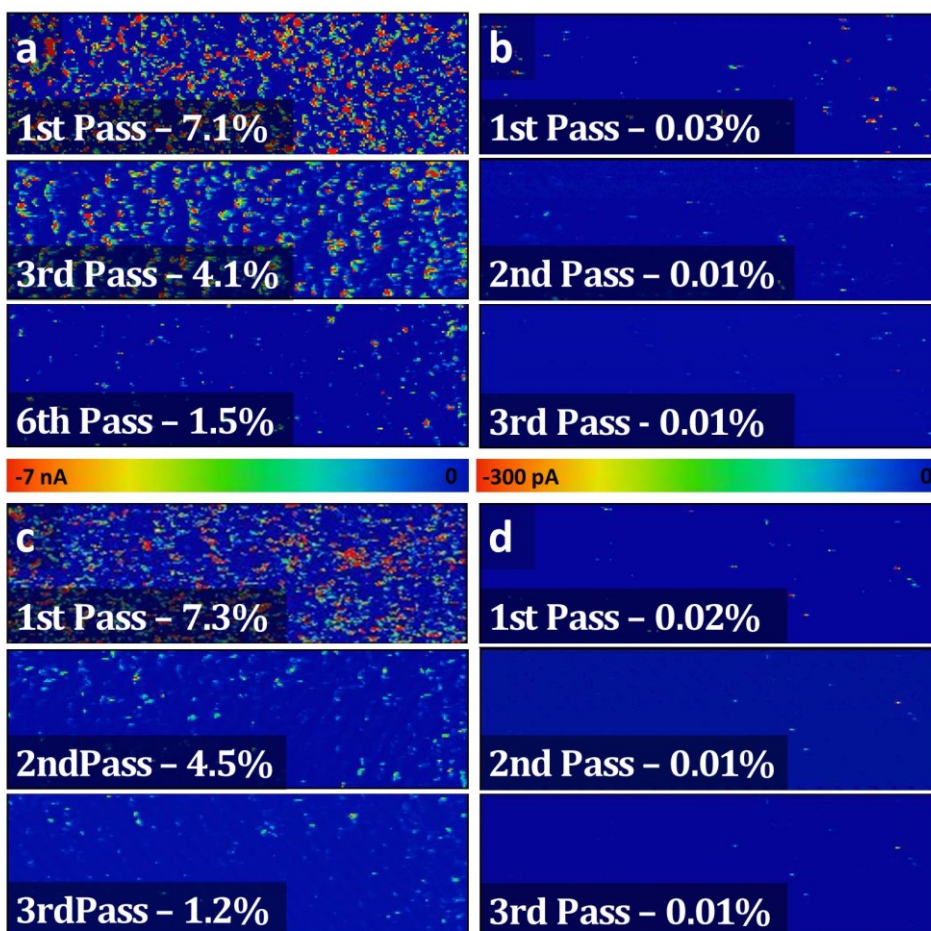 a
1st Pass – 7.1%
3rd Pass – 4.1%
6th Pass – 1.5%
-7 nA 0
b
1st Pass – 0.03%
2nd Pass – 0.01%
3rd Pass - 0.01%
-300 pA 0
c
1st Pass – 7.3%
2ndPass – 4.5%
3rdPass – 1.2%
d
1st Pass – 0.02%
2nd Pass – 0.01%
3rd Pass – 0.01%